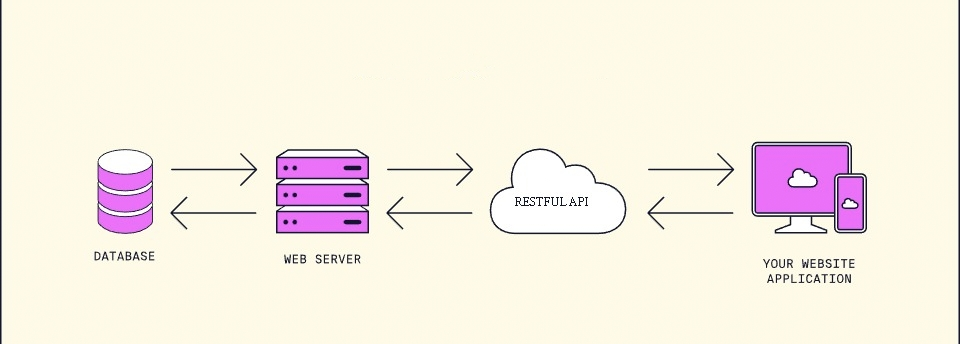 RESTFUL API
DATABASE
WEB SERVER
YOUR WEBSITE
APPLICATION